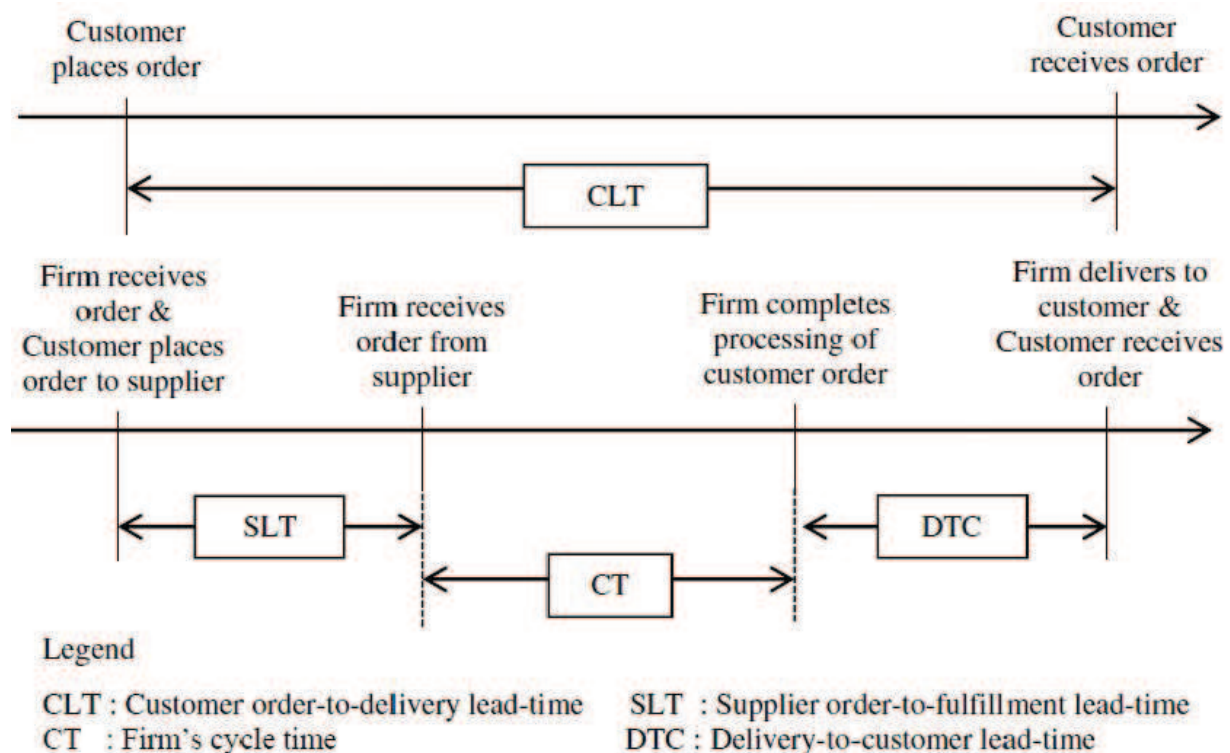 Customer
places order
Customer
receives order
CLT
Firm receives
order &
Customer places
order to supplier
Firm receives
order from
supplier
Firm completes
processing of
customer order
Firm delivers to
customer &
Customer receives
order
SLT
CT
DTC
Legend
CLT : Customer order-to-delivery lead-time
SLT : Supplier order-to-fulfillment lead-time
CT : Firm's cycle time
DTC : Delivery-to-customer lead-time